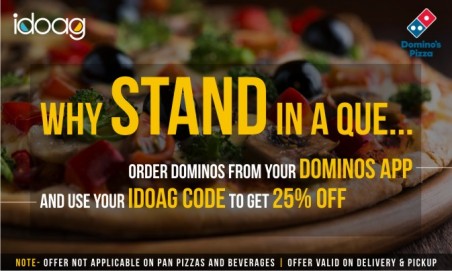 idoag
Domino's
Pizza
WHY STAND IN A QUE...
ORDER DOMINOS FROM YOUR DOMINOS APP
AND USE YOUR IDOAG CODE TO GET 25% OFF
NOTE- OFFER NOT APPLICABLE ON PAN PIZZAS AND BEVERAGES | OFFER VALID ON DELIVERY & PICKUP